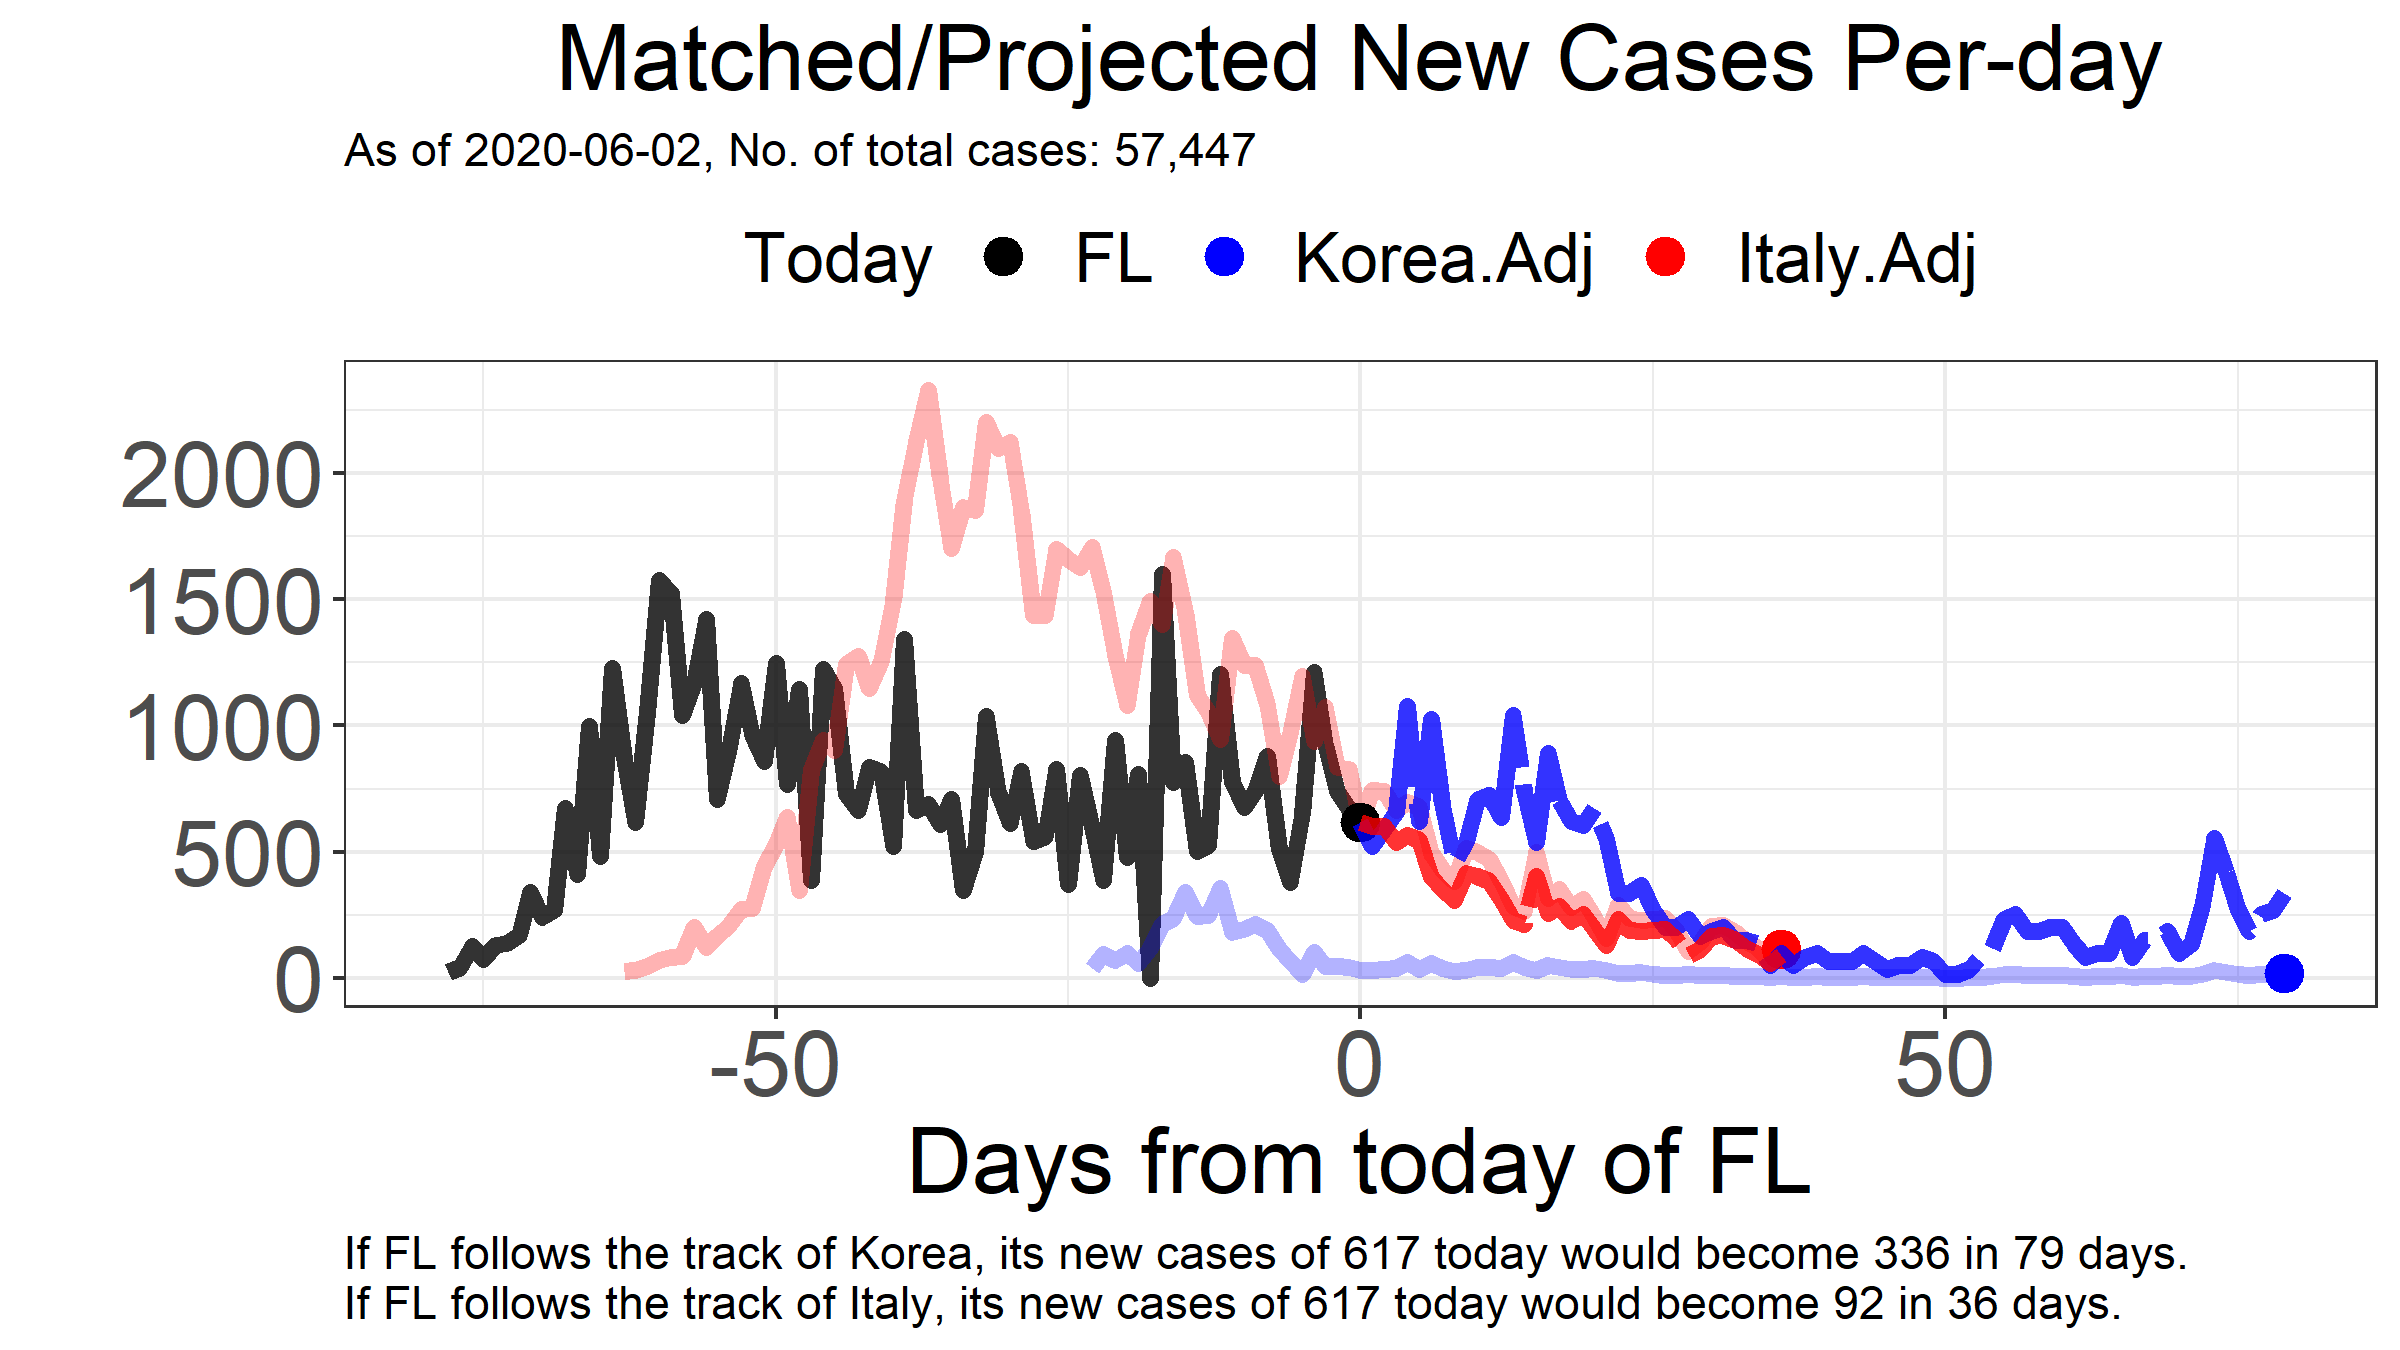 Matched/Projected New Cases Per-day
As of 2020-06-02, No. of total cases: 57,447
Today FL Korea.Adj Italy.Adj
2000
1500
1000
500
0
-50 0 50
Days from today of FL
If FL follows the track of Korea, its new cases of 617 today would become 336 in 79 days.
If FL follows the track of Italy, its new cases of 617 today would become 92 in 36 days.